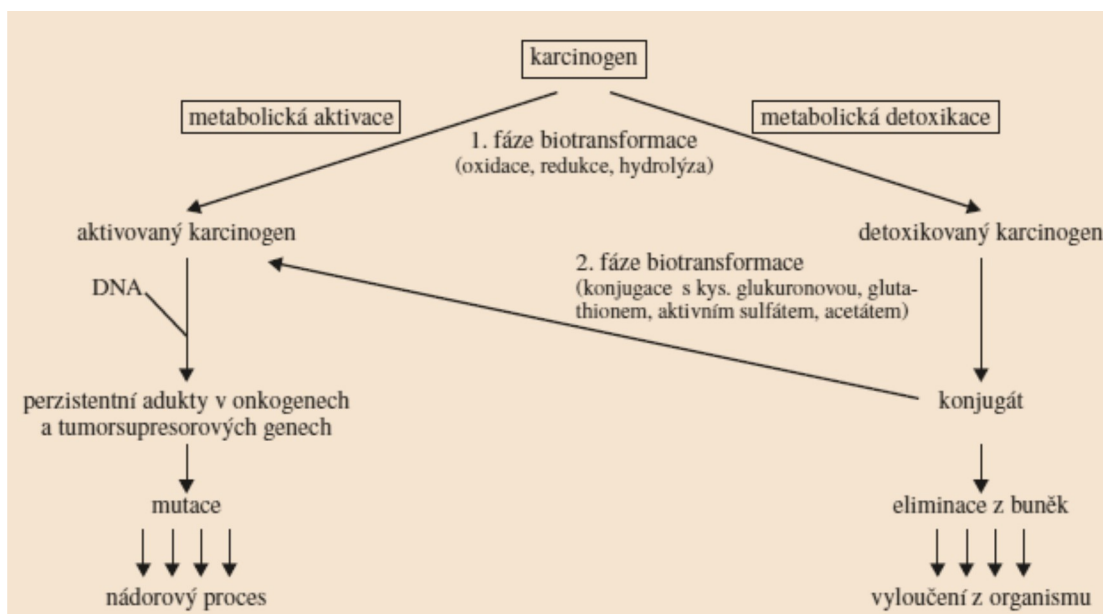 karcinogen
metabolická aktivace
metabolická detoxikace
1. fáze biotransformace
(oxidace, redukce, hydrolýza)
aktivovaný karcinogen
detoxikovaný karcinogen
2. fáze biotransformace
(konjugace s kys. glukuronovou, gluta-
thionem, aktivním sulfátem, acetátem)
DNA
perzistentní adukty v onkogenech
a tumorsupresorových genech
konjugát
mutace
eliminace z buněk
nádorový proces
vyloučení z organismu